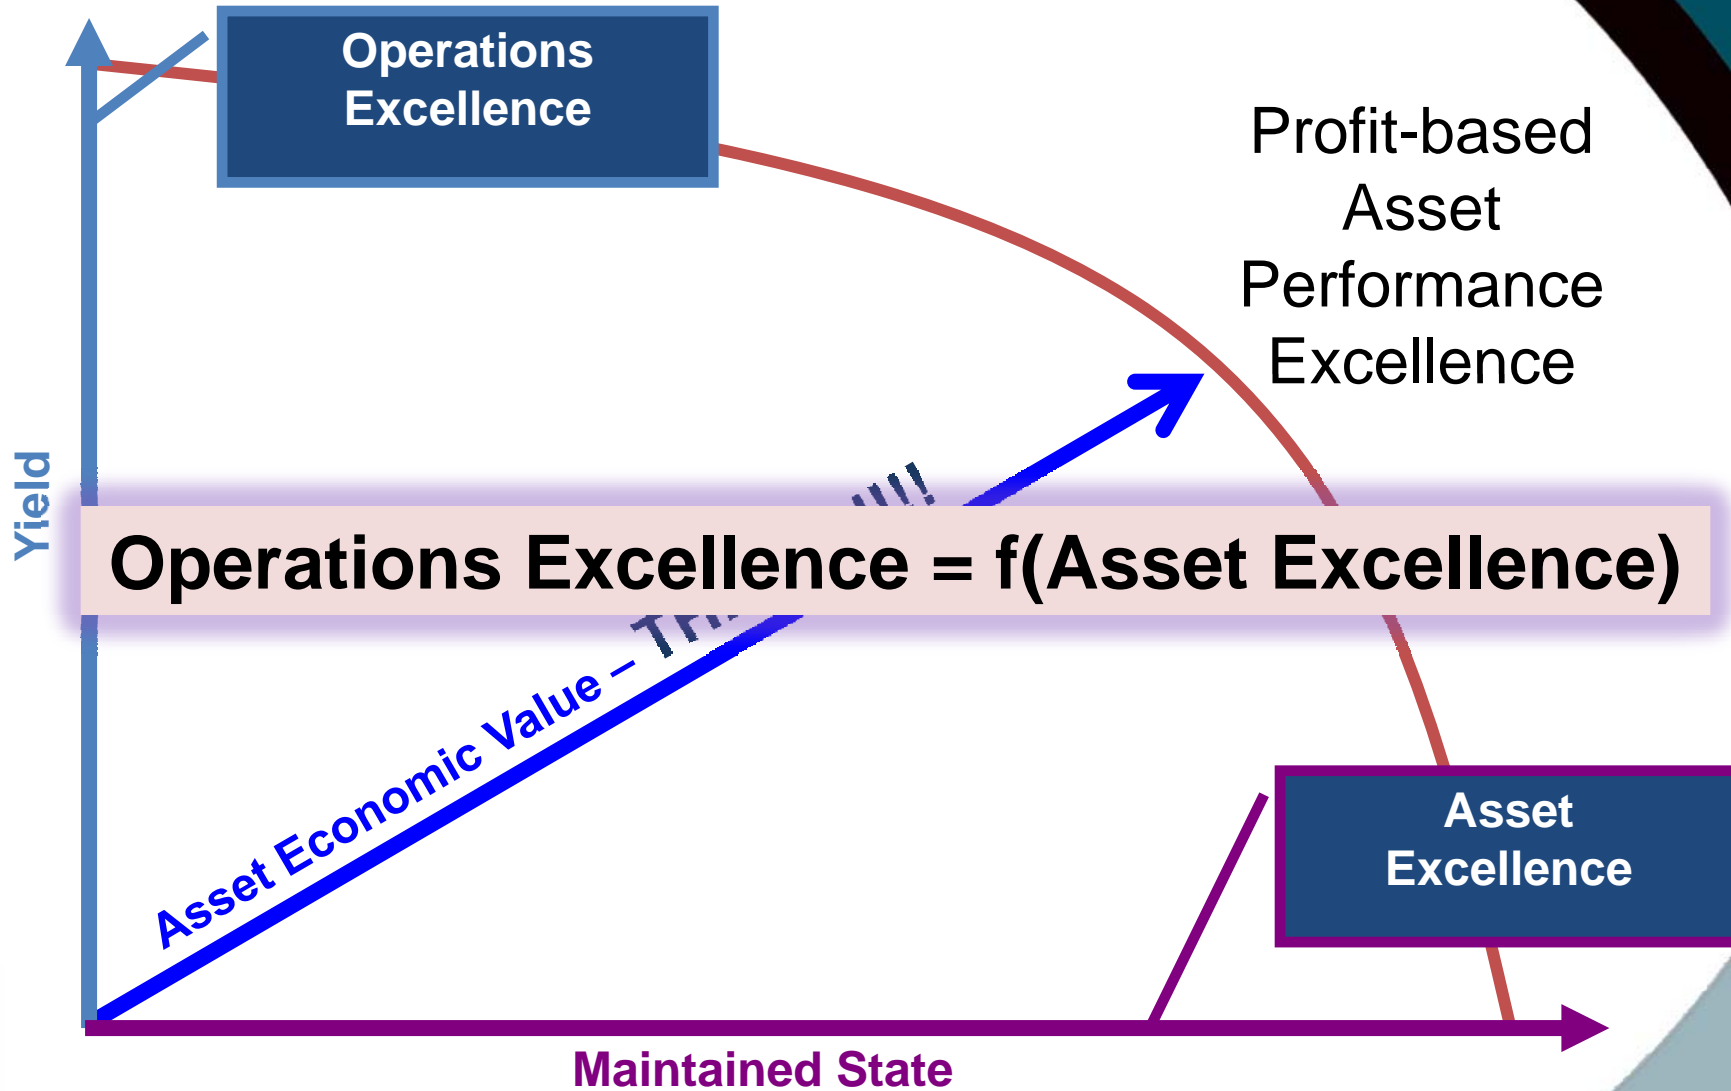 Operations
Excellence
Profit-based
Asset
Performance
Excellence
Yield
Operations Excellence = f(Asset Excellence)
Asset Economic Value –
Asset
Excellence
Maintained State